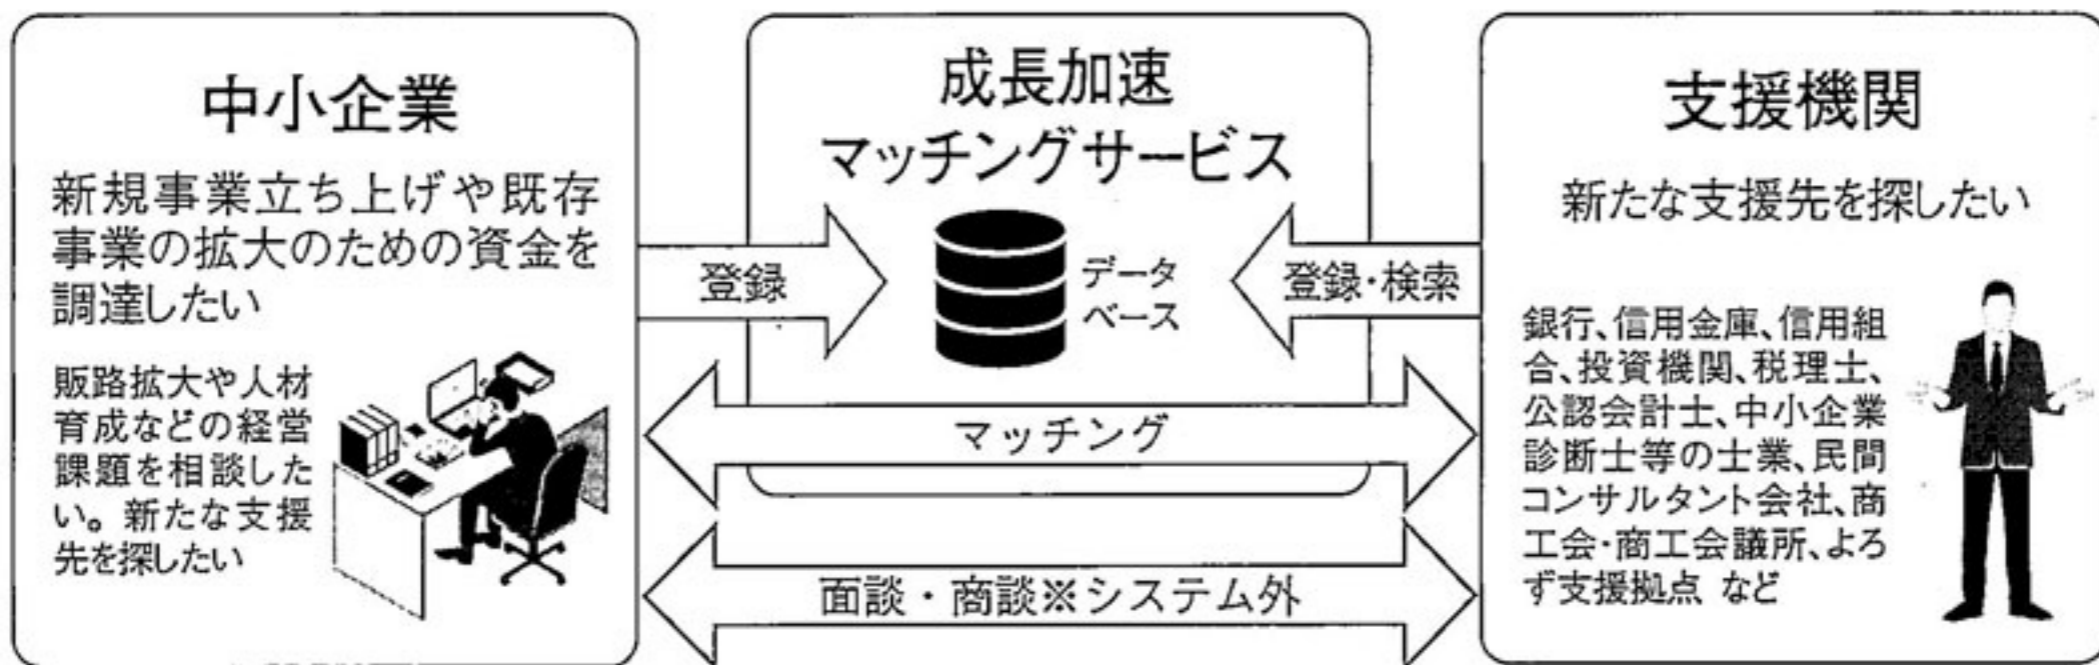 中小企業
新規事業立ち上げや既存
事業の拡大のための資金を
調達したい
販路拡大や人材
育成などの経営
課題を相談した
い。新たな支援
先を探したい
成長加速
マッチングサービス
登録
データ
ベース
登録・検索
マッチング
面談・商談※システム外
支援機関
新たな支援先を探したい
銀行、信用金庫、信用組
合、投資機関、税理士、
公認会計士、中小企業
診断士等の士業、民間
コンサルタント会社、商
工会・商工会議所、よろ
ず支援拠点 など